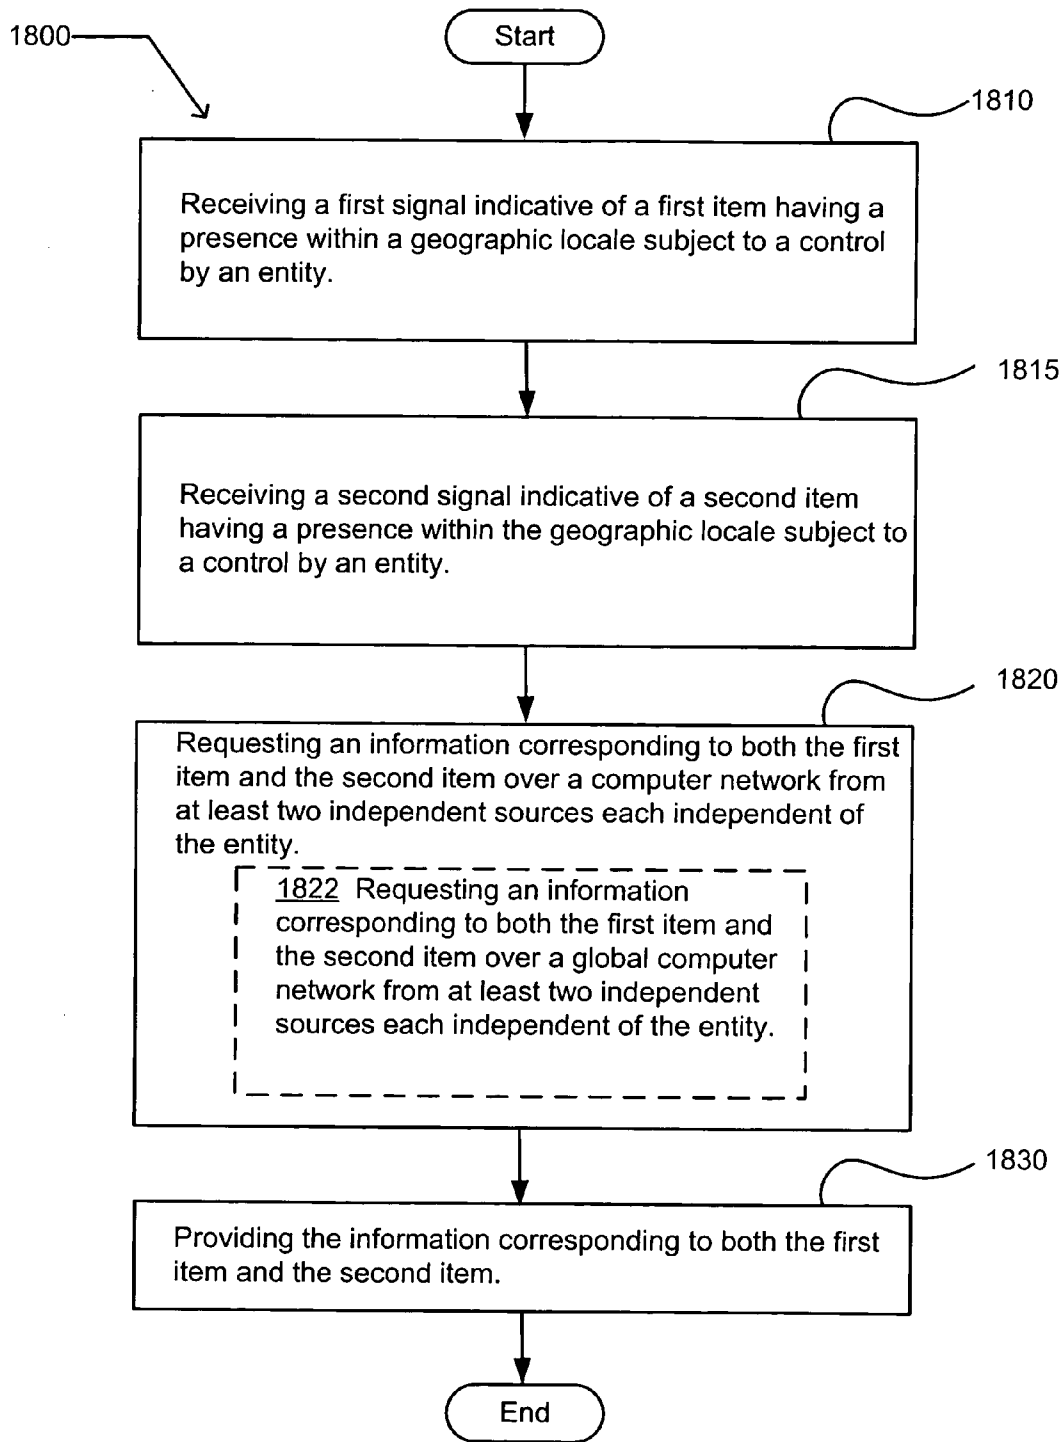 1800
Start
1810
Receiving a first signal indicative of a first item having a
presence within a geographic locale subject to a control
by an entity.
1815
Receiving a second signal indicative of a second item
having a presence within the geographic locale subject to
a control by an entity.
1820
Requesting an information corresponding to both the first
item and the second item over a computer network from
at least two independent sources each independent of
the entity.
1822 Requesting an information
corresponding to both the first item and
the second item over a global computer
network from at least two independent
sources each independent of the entity.
1830
Providing the information corresponding to both the first
item and the second item.
End